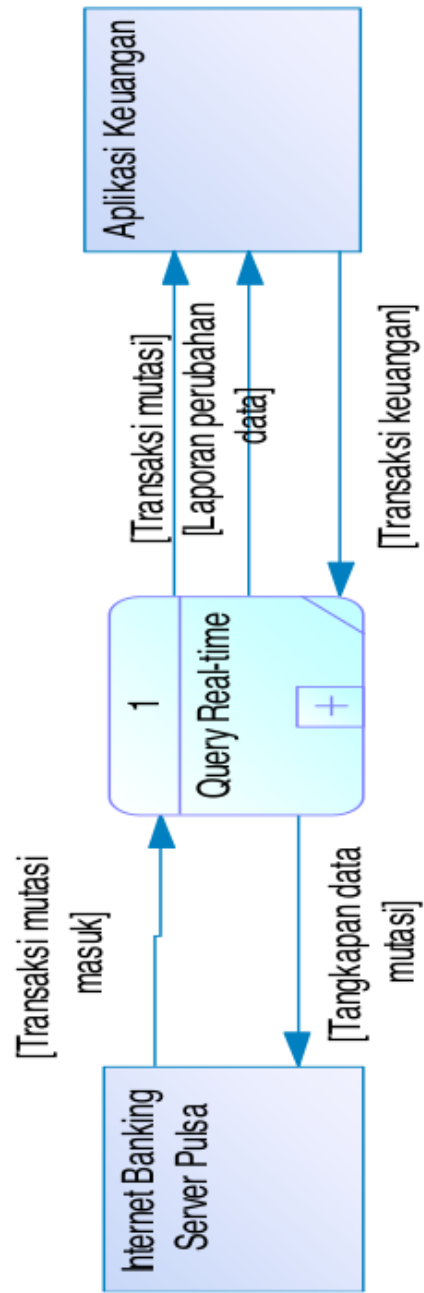 Internet Banking
Server Pulsa
[Transaksi mutasi
masuk]
[Tangkapan data
mutasi]
1
Query Real-time
[Transaksi mutasi]
[Laporan perubahan
data]
[Transaksi keuangan]
Aplikasi Keuangan